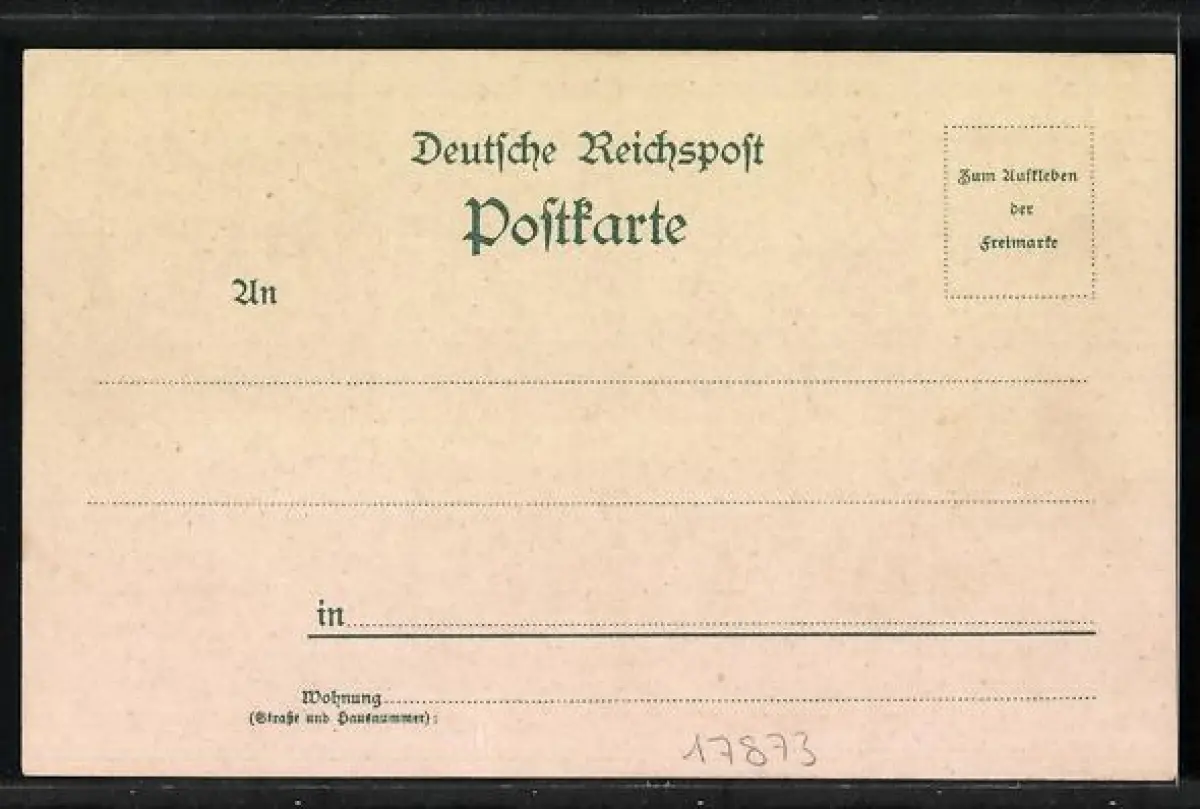 Deutſche Reichspoſt
Poſtkarte
Zum Aufkleben
der
Freimarke
An
in
Wohnung
(Straße und Hausnummer):
17873